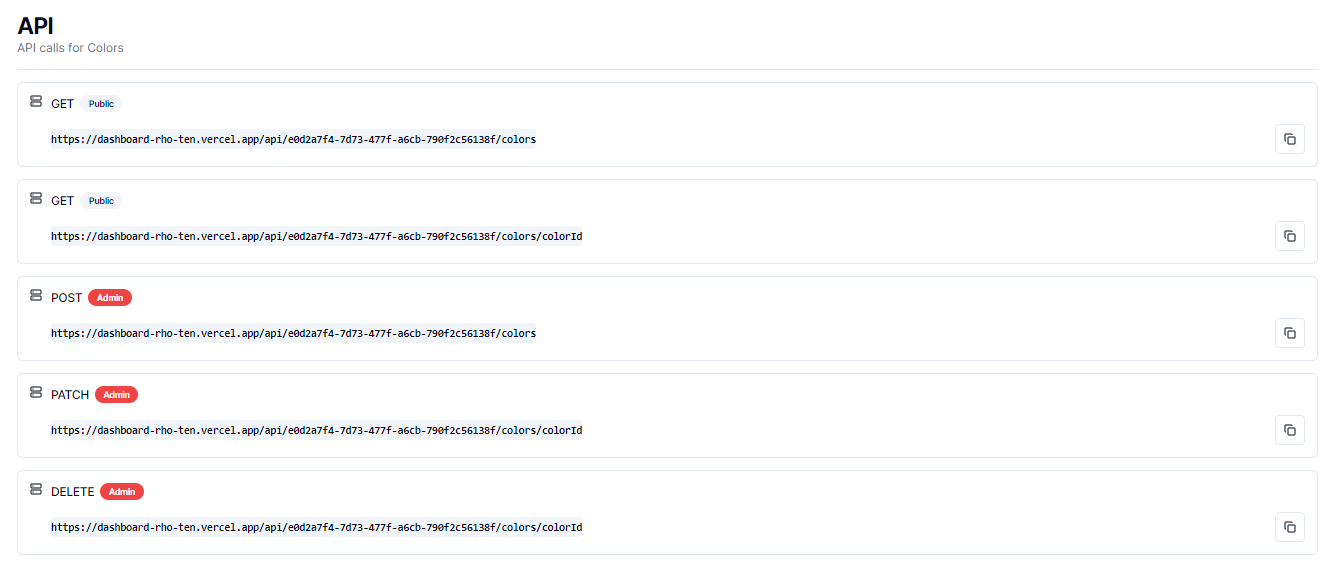 API
API calls for Colors
GET Public
https://dashboard-rho-ten.vercel.app/api/e0d2a7f4-7d73-477f-a6cb-790f2c56138f/colors
GET Public
https://dashboard-rho-ten.vercel.app/api/e0d2a7f4-7d73-477f-a6cb-790f2c56138f/colors/colorId
POST Admin
https://dashboard-rho-ten.vercel.app/api/e0d2a7f4-7d73-477f-a6cb-790f2c56138f/colors
PATCH Admin
https://dashboard-rho-ten.vercel.app/api/e0d2a7f4-7d73-477f-a6cb-790f2c56138f/colors/colorId
DELETE Admin
https://dashboard-rho-ten.vercel.app/api/e0d2a7f4-7d73-477f-a6cb-790f2c56138f/colors/colorId